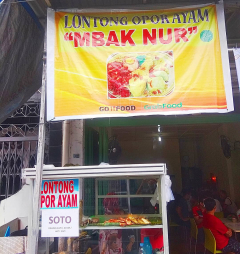 LONTONG OPOR AYAM
"MBAK NUR"
GOFOOD
LONTONG
OPOR AYAM
SOTO